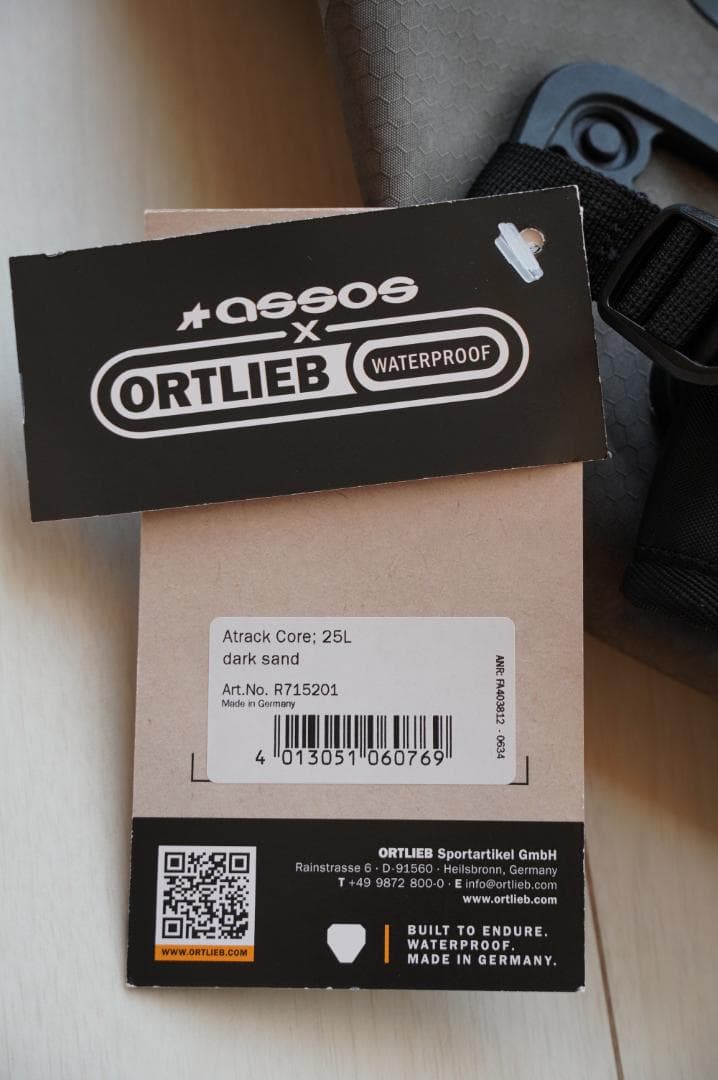 assos
X
ORTLIEB WATERPROOF
Atrack Core; 25L
dark sand
Art.No. R715201
Made in Germany
ANR: FA403812 - 0634
4 013051 060769
WWW.ORTLIEB.COM
ORTLIEB Sportartikel GmbH
Rainstrasse 6 · D-91560 · Heilsbronn, Germany
T +49 9872 800-0 · E info@ortlieb.com
www.ortlieb.com
BUILT TO ENDURE.
WATERPROOF.
MADE IN GERMANY.